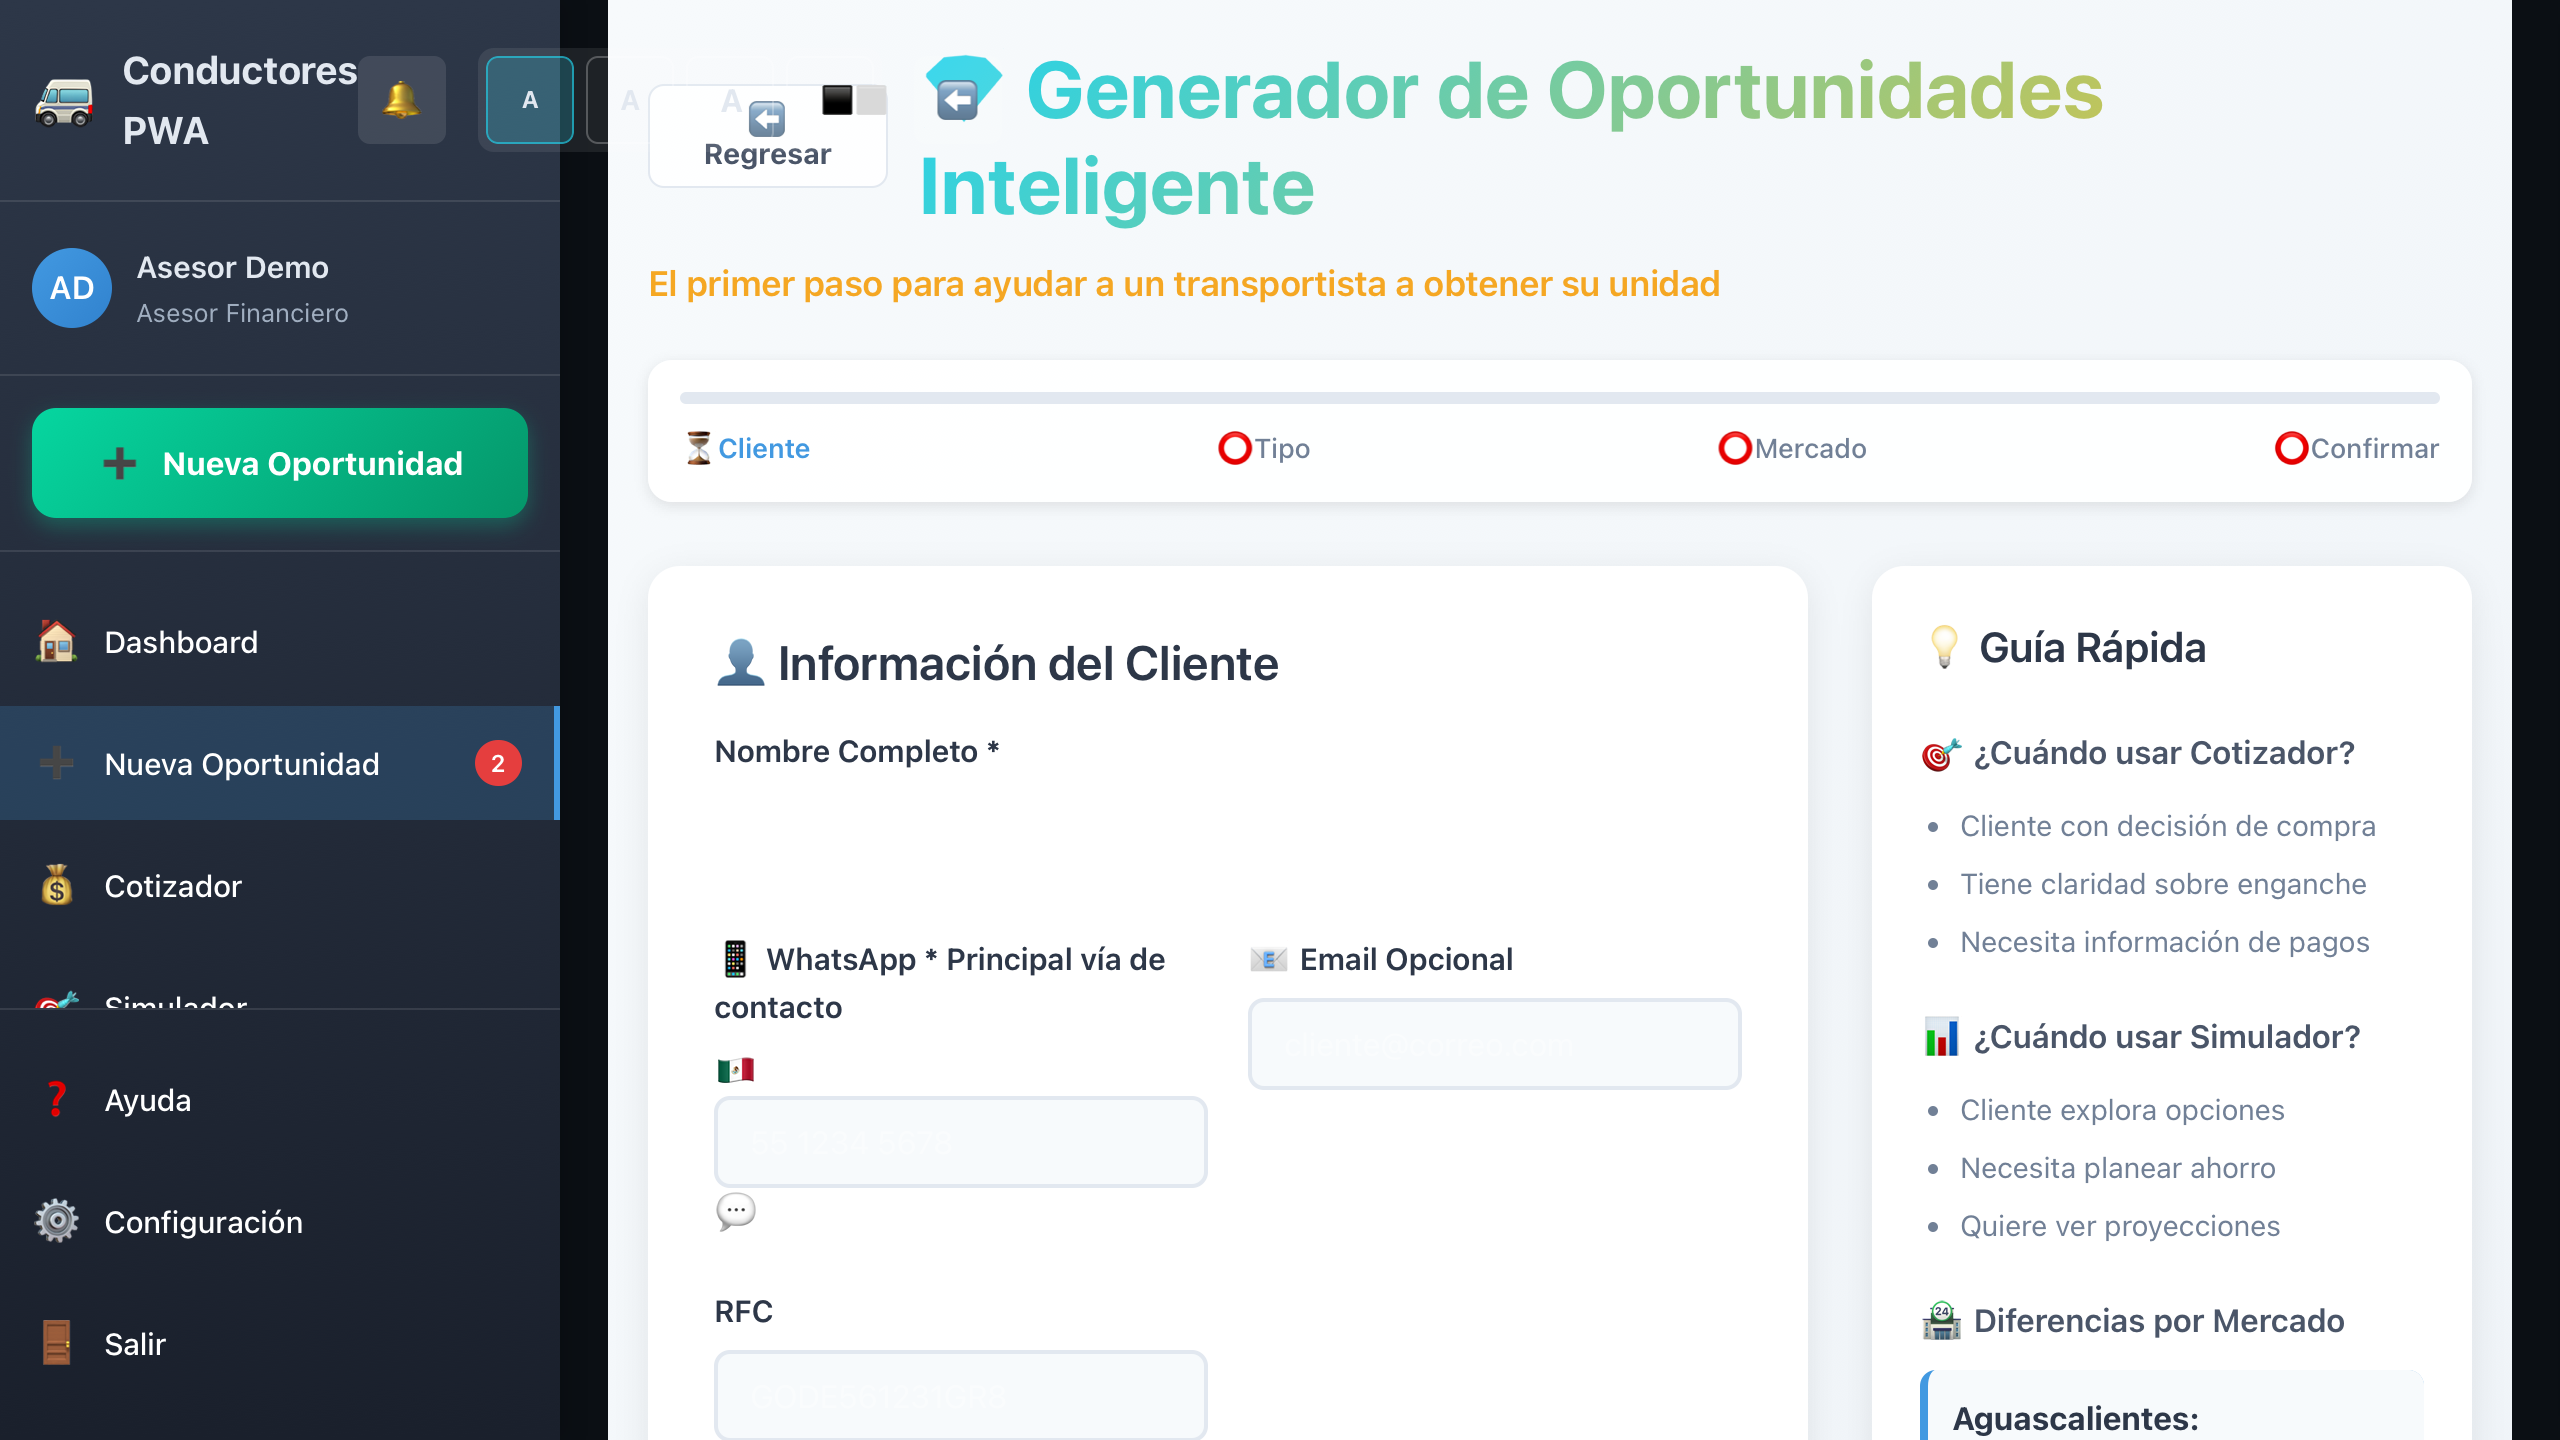 Conductores
PWA
A
A
A
Regresar
Generador de Oportunidades
Inteligente
El primer paso para ayudar a un transportista a obtener su unidad
AD
Asesor Demo
Asesor Financiero
Nueva Oportunidad
Cliente
Tipo
Mercado
Confirmar
Dashboard
Nueva Oportunidad
2
Cotizador
Simulador
Ayuda
Configuración
Salir
Información del Cliente
Nombre Completo *
WhatsApp * Principal vía de
contacto
55 1234 5678
Email Opcional
cliente@correo.com
RFC
GODE561231GR8
Guía Rápida
¿Cuándo usar Cotizador?
Cliente con decisión de compra
Tiene claridad sobre enganche
Necesita información de pagos
¿Cuándo usar Simulador?
Cliente explora opciones
Necesita planear ahorro
Quiere ver proyecciones
24
Diferencias por Mercado
Aguascalientes: